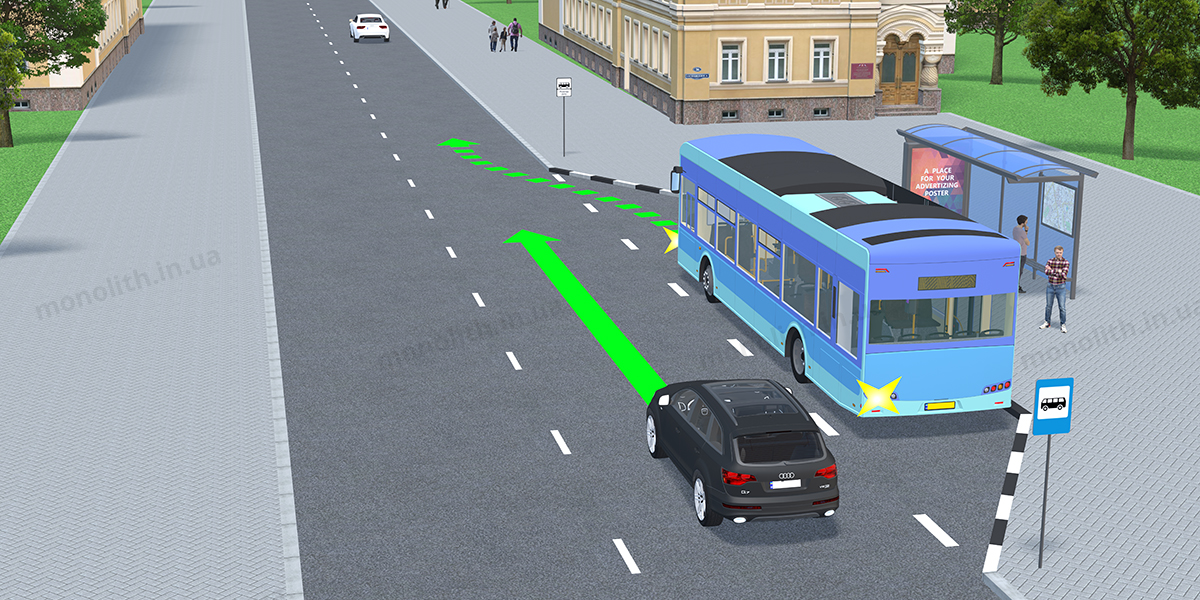 A PLACE
FOR YOUR
ADVERTIZING
POSTER
monolith.in.ua
monolith.in.ua
monolith.in.ua